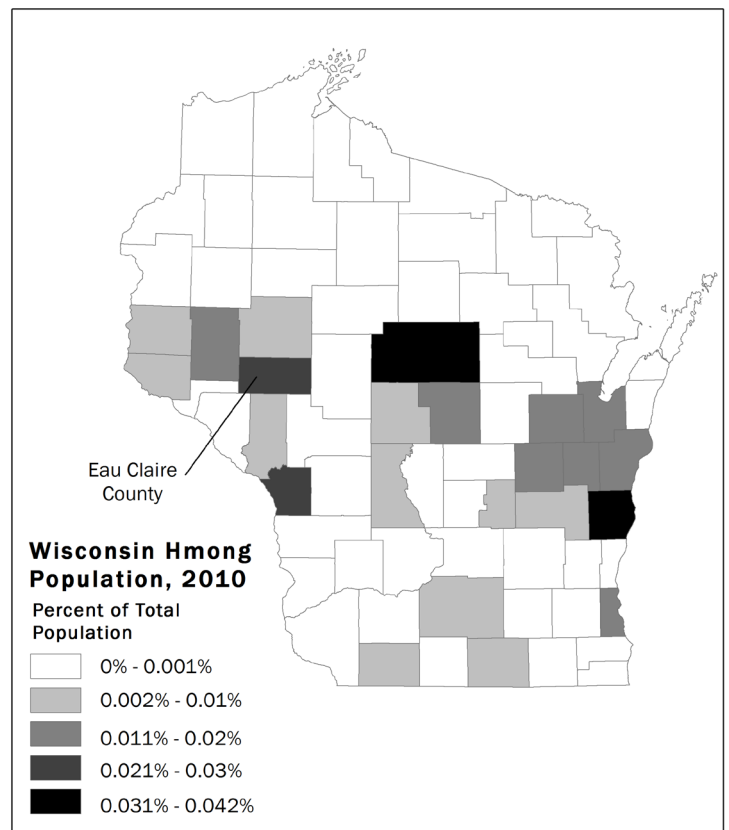 Eau Claire
County
Wisconsin Hmong
Population, 2010
Percent of Total
Population
0% - 0.001%
0.002% - 0.01%
0.011% - 0.02%
0.021% - 0.03%
0.031% - 0.042%